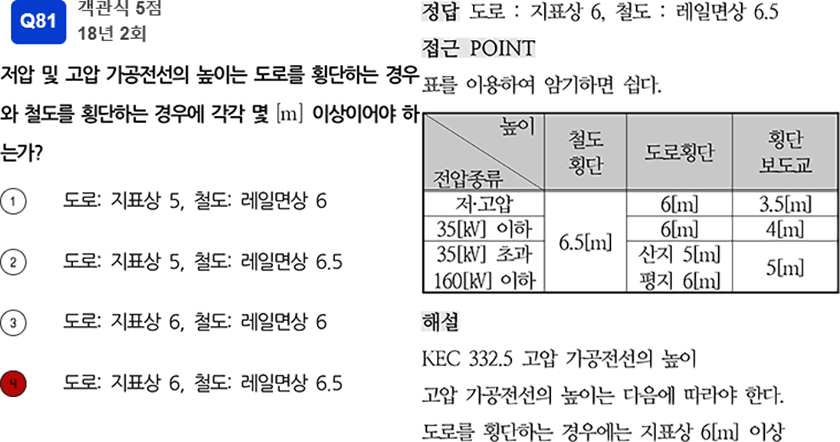 Q81
객관식 5점
18년 2회
저압 및 고압 가공전선의 높이는 도로를 횡단하는 경우
와 철도를 횡단하는 경우에 각각 몇 [m] 이상이어야 하
는가?
1 도로: 지표상 5, 철도: 레일면상 6
2 도로: 지표상 5, 철도: 레일면상 6.5
3 도로: 지표상 6, 철도: 레일면상 6
4 도로: 지표상 6, 철도: 레일면상 6.5
정답 도로 : 지표상 6, 철도 : 레일면상 6.5
접근 POINT
표를 이용하여 암기하면 쉽다.
높이
전압종류
철도
횡단
도로횡단
횡단
보도교
저·고압 6[m] 3.5[m]
35[kV] 이하 6[m] 4[m]
6.5[m]
35[kV] 초과 산지 5[m]
160[kV] 이하 평지 6[m]
5[m]
해설
KEC 332.5 고압 가공전선의 높이
고압 가공전선의 높이는 다음에 따라야 한다.
도로를 횡단하는 경우에는 지표상 6[m] 이상